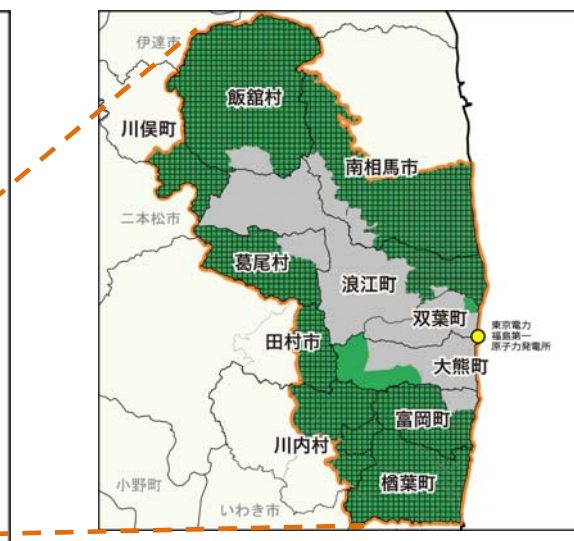 伊達市
飯舘村
川俣町
南相馬市
二本松市
葛尾村
浪江町
双葉町
東京電力
福島第一
原子力発電所
田村市
大熊町
富岡町
川内村
楢葉町
小野町
いわき市